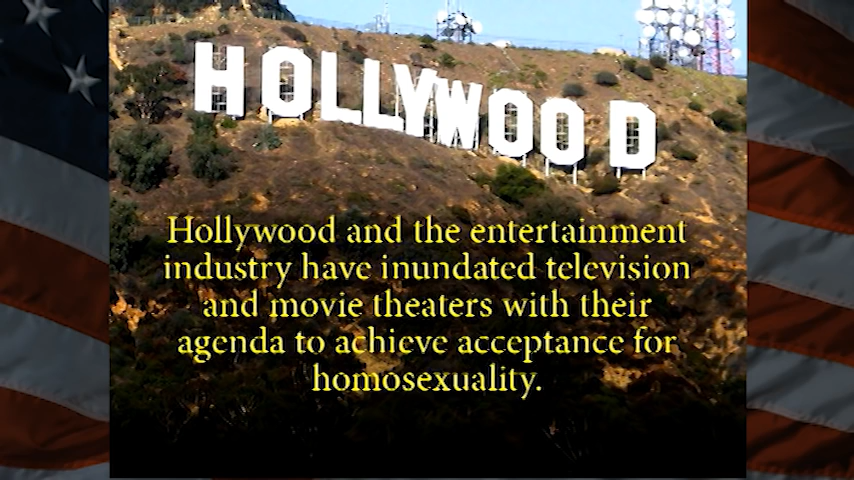 HOLLYWOOD
Hollywood and the entertainment
industry have inundated television
and movie theaters with their
agenda to achieve acceptance for
homosexuality.